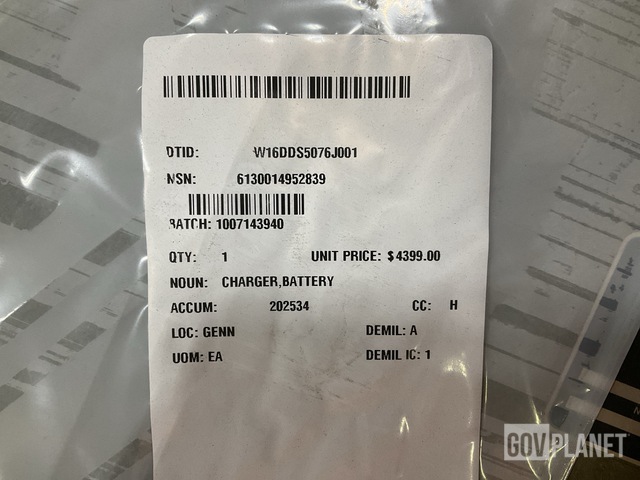 DTID: W16DDS5076J001
NSN: 6130014952839
BATCH: 1007143940
QTY: 1 UNIT PRICE: $4399.00
NOUN: CHARGER,BATTERY
ACCUM: 202534 CC: H
LOC: GENN DEMIL: A
UOM: EA DEMIL IC: 1
GOVPLANET